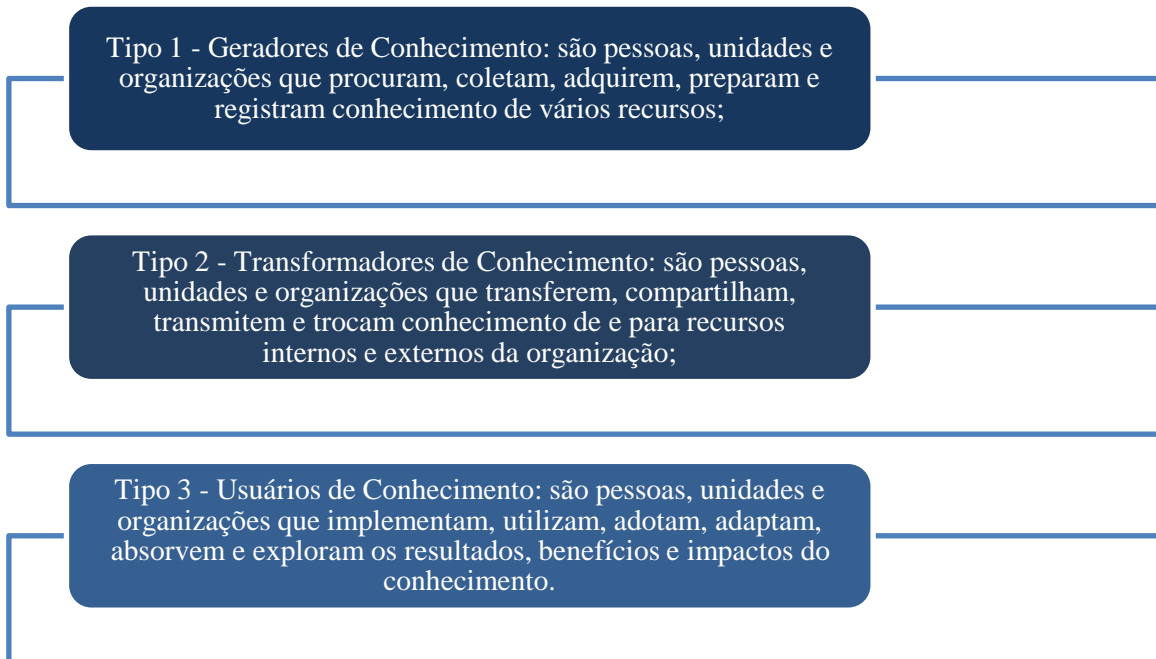 Tipo 1 - Geradores de Conhecimento: são pessoas, unidades e
organizações que procuram, coletam, adquirem, preparam e
registram conhecimento de vários recursos;
Tipo 2 - Transformadores de Conhecimento: são pessoas,
unidades e organizações que transferem, compartilham,
transmitem e trocam conhecimento de e para recursos
internos e externos da organização;
Tipo 3 - Usuários de Conhecimento: são pessoas, unidades e
organizações que implementam, utilizam, adotam, adaptam,
absorvem e exploram os resultados, benefícios e impactos do
conhecimento.